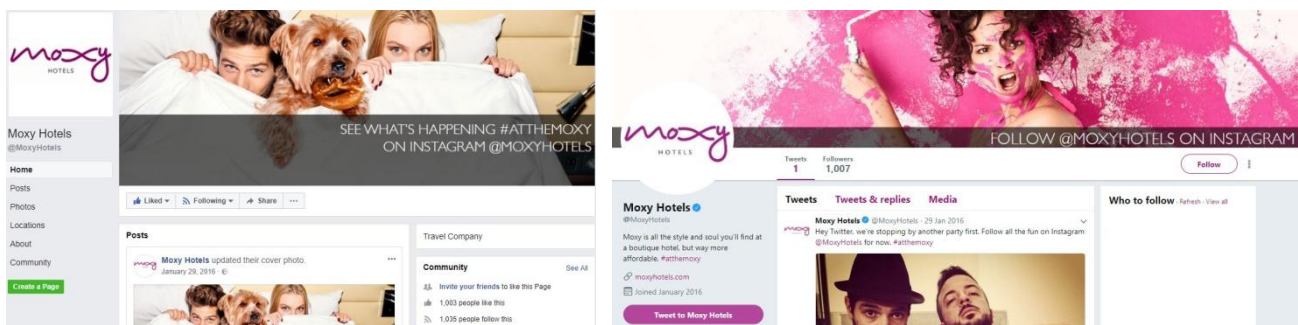 moxy
HOTELS
Moxy Hotels
@MoxyHotels
Home
Posts
Photos
Locations
About
Community
Create a Page
SEE WHAT'S HAPPENING #ATTHEMOXY
ON INSTAGRAM @MOXYHOTELS
Liked
Following
Share
Posts
moxy
Moxy Hotels updated their cover photo.
January 29, 2016
Travel Company
Community
See All
Invite your friends to like this Page
1,003 people like this
1,035 people follow this
FOLLOW @MOXYHOTELS ON INSTAGRAM
moxy
HOTELS
Tweets
1
Followers
1,007
Follow
Moxy Hotels
@MoxyHotels
Moxy is all the style and soul you'll find at
a boutique hotel, but way more
affordable. #atthemoxy
moxyhotels.com
Joined January 2016
Tweet to Moxy Hotels
Tweets Tweets & replies Media
moxy
Moxy Hotels @MoxyHotels · 29 Jan 2016
Hey Twitter, we're stopping by another party first. Follow all the fun on Instagram
@MoxyHotels for now. #atthemoxy
Who to follow · Refresh · View all